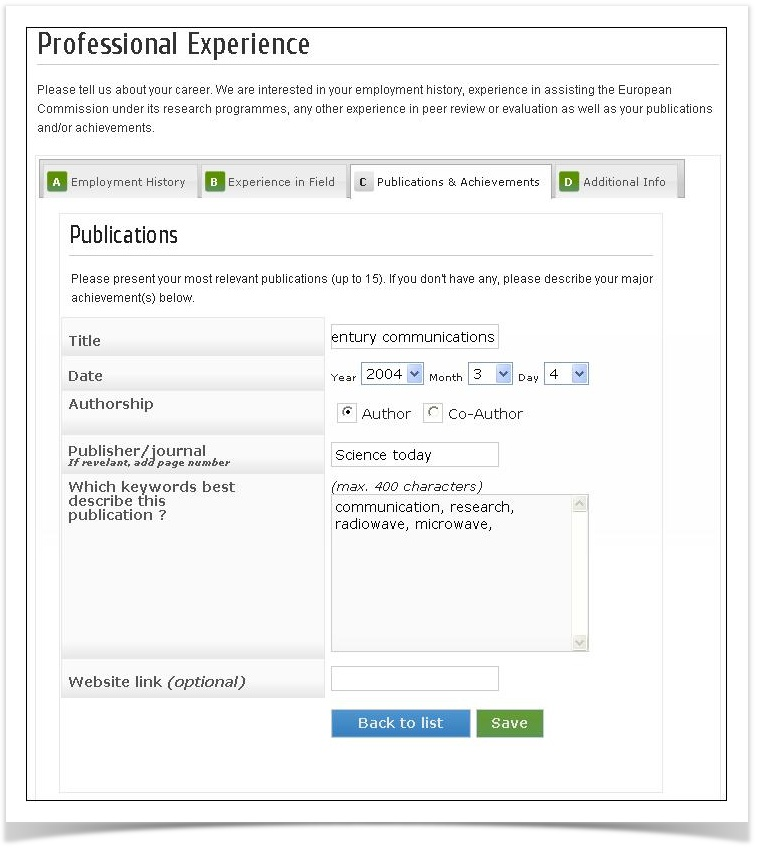 Professional Experience
Please tell us about your career. We are interested in your employment history, experience in assisting the European
Commission under its research programmes, any other experience in peer review or evaluation as well as your publications
and/or achievements.
A Employment History B Experience in Field C Publications & Achievements D Additional Info
Publications
Please present your most relevant publications (up to 15). If you don't have any, please describe your major
achievement(s) below.
Title entury communications
Date Year 2004 Month 3 Day 4
Authorship Author Co-Author
Publisher/journal Science today
If revelant, add page number
Which keywords best
describe this
publication ?
(max. 400 characters)
communication, research,
radiowave, microwave,
Website link (optional)
Back to list Save